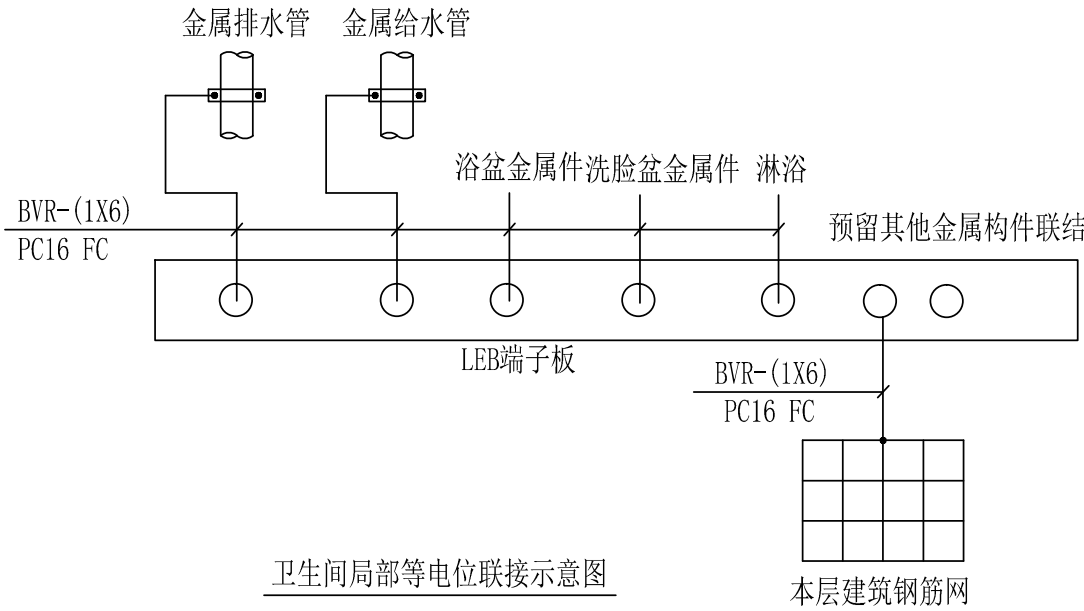 金属排水管
金属给水管
浴盆金属件
洗脸盆金属件
淋浴
BVR-(1X6)
PC16 FC
预留其他金属构件联结
LEB端子板
BVR-(1X6)
PC16 FC
卫生间局部等电位联接示意图
本层建筑钢筋网